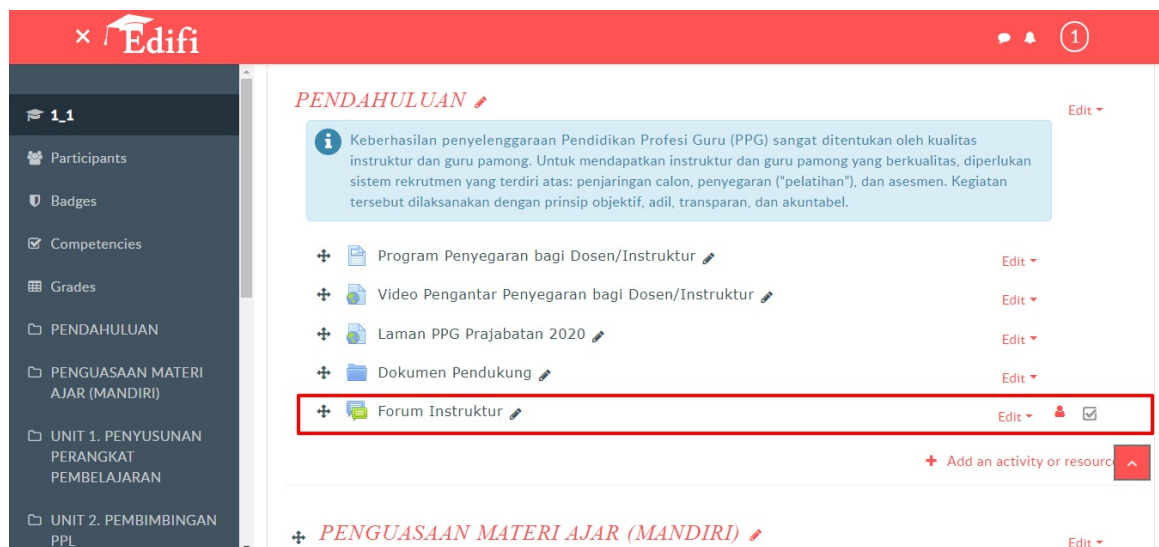 × Edifi
1
1_1
Participants
Badges
Competencies
Grades
PENDAHULUAN
PENGUASAAN MATERI
AJAR (MANDIRI)
UNIT 1. PENYUSUNAN
PERANGKAT
PEMBELAJARAN
UNIT 2. PEMBIMBINGAN
PPL
PENDAHULUAN
Edit
Keberhasilan penyelenggaraan Pendidikan Profesi Guru (PPG) sangat ditentukan oleh kualitas
instruktur dan guru pamong. Untuk mendapatkan instruktur dan guru pamong yang berkualitas, diperlukan
sistem rekrutmen yang terdiri atas: penjaringan calon, penyegaran ("pelatihan"), dan asesmen. Kegiatan
tersebut dilaksanakan dengan prinsip objektif, adil, transparan, dan akuntabel.
Program Penyegaran bagi Dosen/Instruktur Edit
Video Pengantar Penyegaran bagi Dosen/Instruktur Edit
Laman PPG Prajabatan 2020 Edit
Dokumen Pendukung Edit
Forum Instruktur Edit
+ Add an activity or resourc
PENGUASAAN MATERI AJAR (MANDIRI) Edit